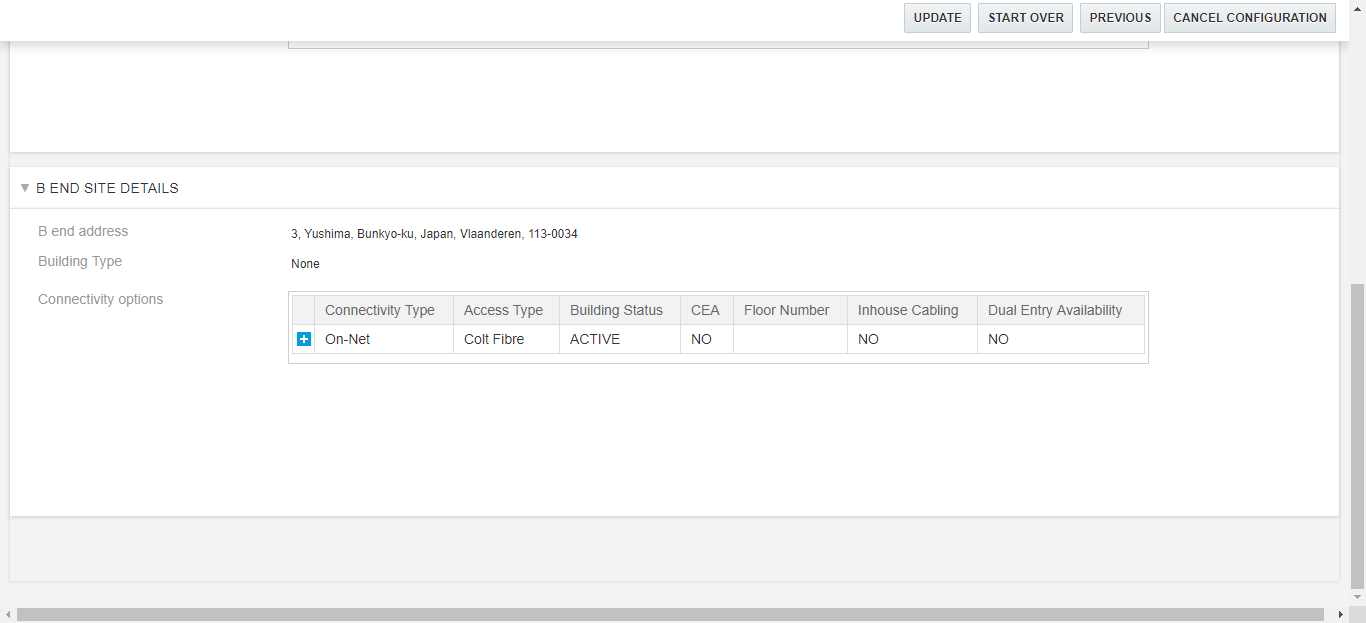 UPDATE START OVER PREVIOUS CANCEL CONFIGURATION
B END SITE DETAILS
B end address 3, Yushima, Bunkyo-ku, Japan, Vlaanderen, 113-0034
Building Type None
Connectivity options
Connectivity Type Access Type Building Status CEA Floor Number Inhouse Cabling Dual Entry Availability
On-Net Colt Fibre ACTIVE NO NO NO